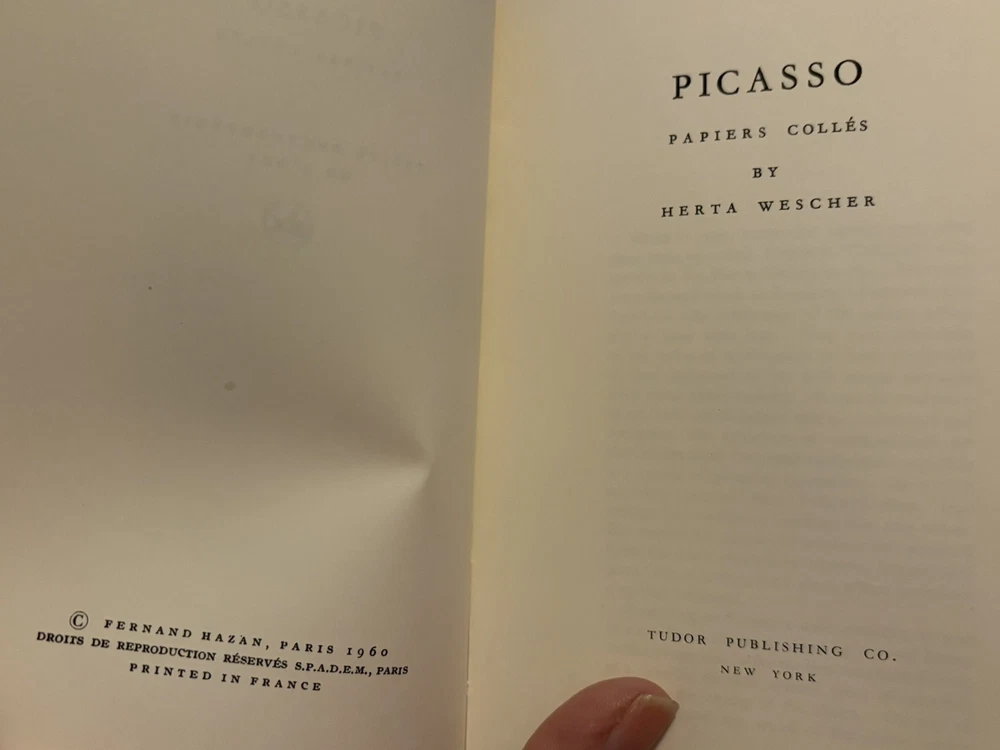 © FERNAND HAZAN, PARIS 1960
DROITS DE REPRODUCTION RÉSERVÉS S.P.A.D.E.M., PARIS
PRINTED IN FRANCE
PICASSO
PAPIERS COLLÉS
BY
HERTA WESCHER
TUDOR PUBLISHING CO.
NEW YORK